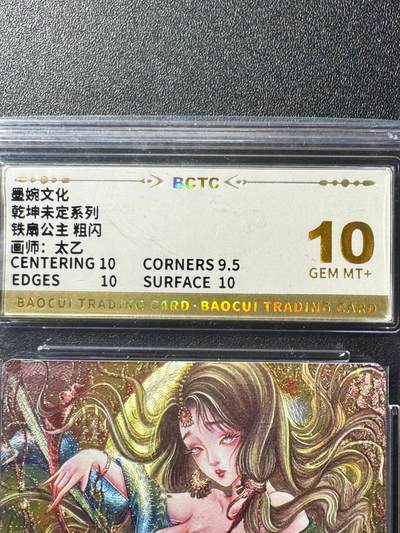 BCTC
墨婉文化
乾坤未定系列
铁扇公主 粗闪
画师：太乙
CENTERING 10 CORNERS 9.5
EDGES 10 SURFACE 10
10
GEM MT+
BAOCUI TRADING CARD·BAOCUI TRADING CARD